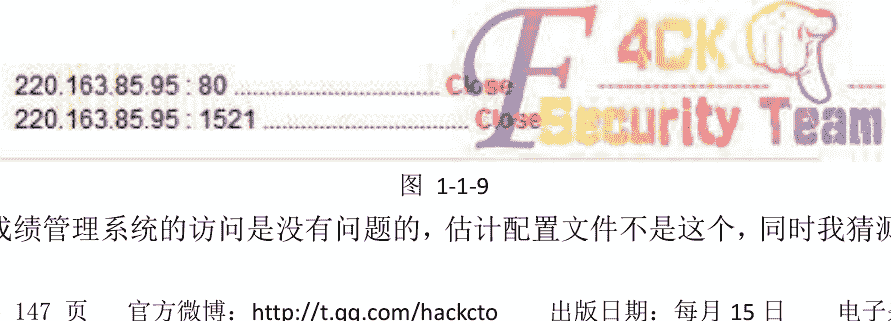 220.163.85.95 : 80 ........................................ Close
220.163.85.95 : 1521 ........................................ Close
F4CK
Security Team
图 1-1-9
成绩管理系统的访问是没有问题的，估计配置文件不是这个，同时我猜测
147 页 官方微博：http://t.qq.com/hackcto 出版日期：每月 15 日 电子